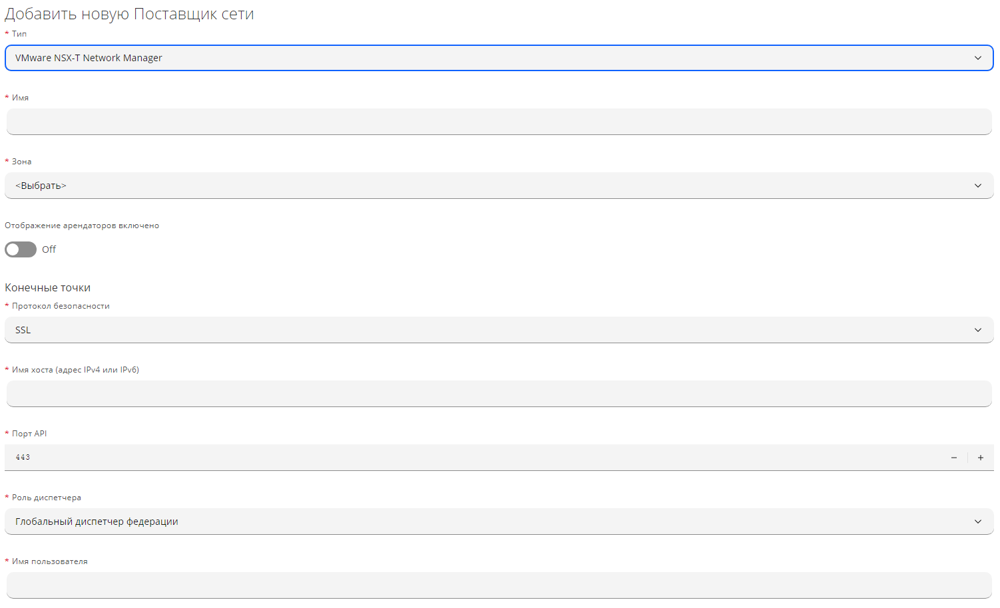 Добавить новую Поставщик сети
* Тип
VMware NSX-T Network Manager
* Имя
* Зона
<Выбрать>
Отображение арендаторов включено
Off
Конечные точки
* Протокол безопасности
SSL
* Имя хоста (адрес IPv4 или IPv6)
* Порт API
443
* Роль диспетчера
Глобальный диспетчер федерации
* Имя пользователя